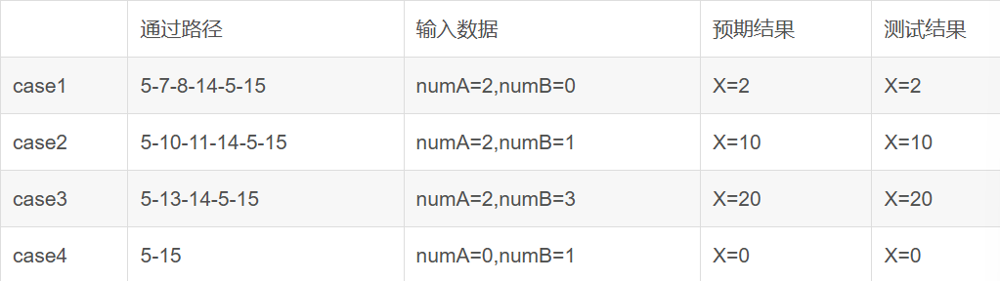 通过路径 输入数据 预期结果 测试结果
case1 5-7-8-14-5-15 numA=2,numB=0 X=2 X=2
case2 5-10-11-14-5-15 numA=2,numB=1 X=10 X=10
case3 5-13-14-5-15 numA=2,numB=3 X=20 X=20
case4 5-15 numA=0,numB=1 X=0 X=0